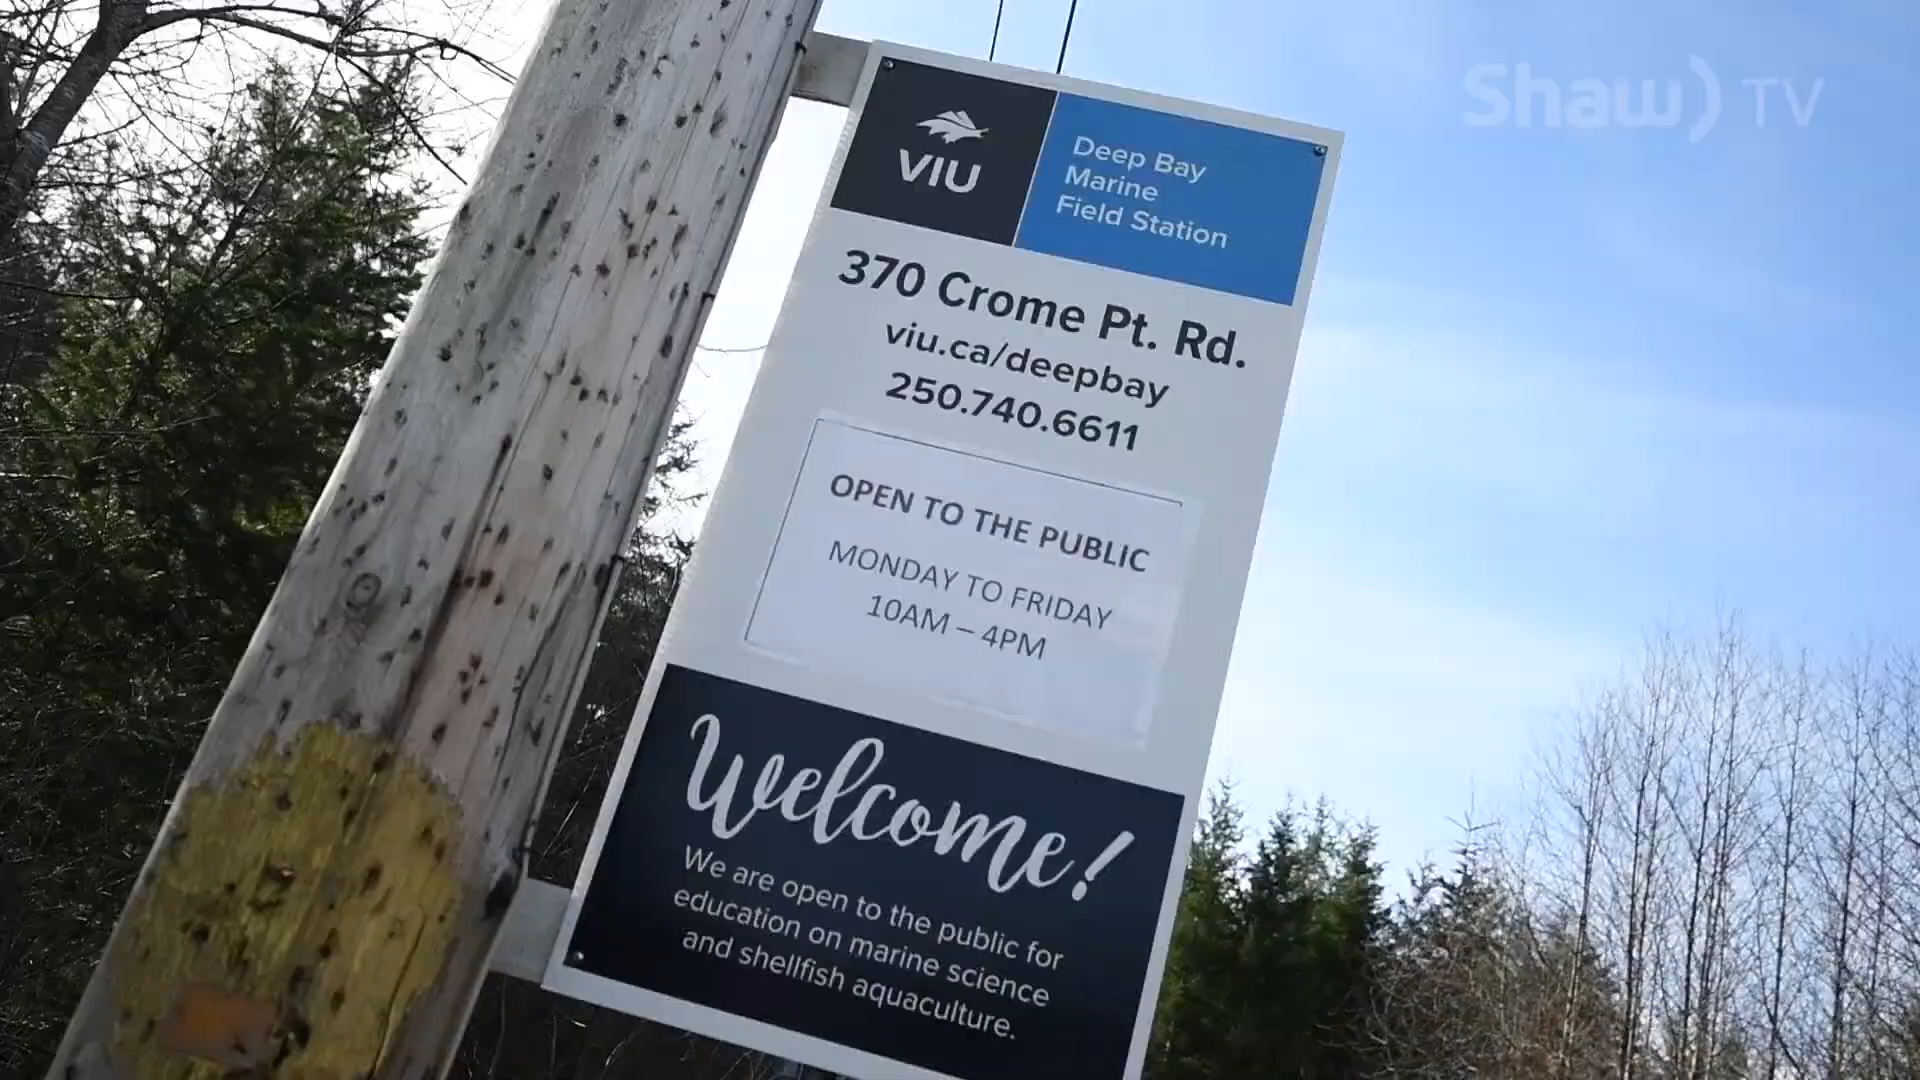 Shaw) TV
VIU
Deep Bay
Marine
Field Station
370 Crome Pt. Rd.
viu.ca/deepbay
250.740.6611
OPEN TO THE PUBLIC
MONDAY TO FRIDAY
10AM – 4PM
Welcome!
We are open to the public for
education on marine science
and shellfish aquaculture.